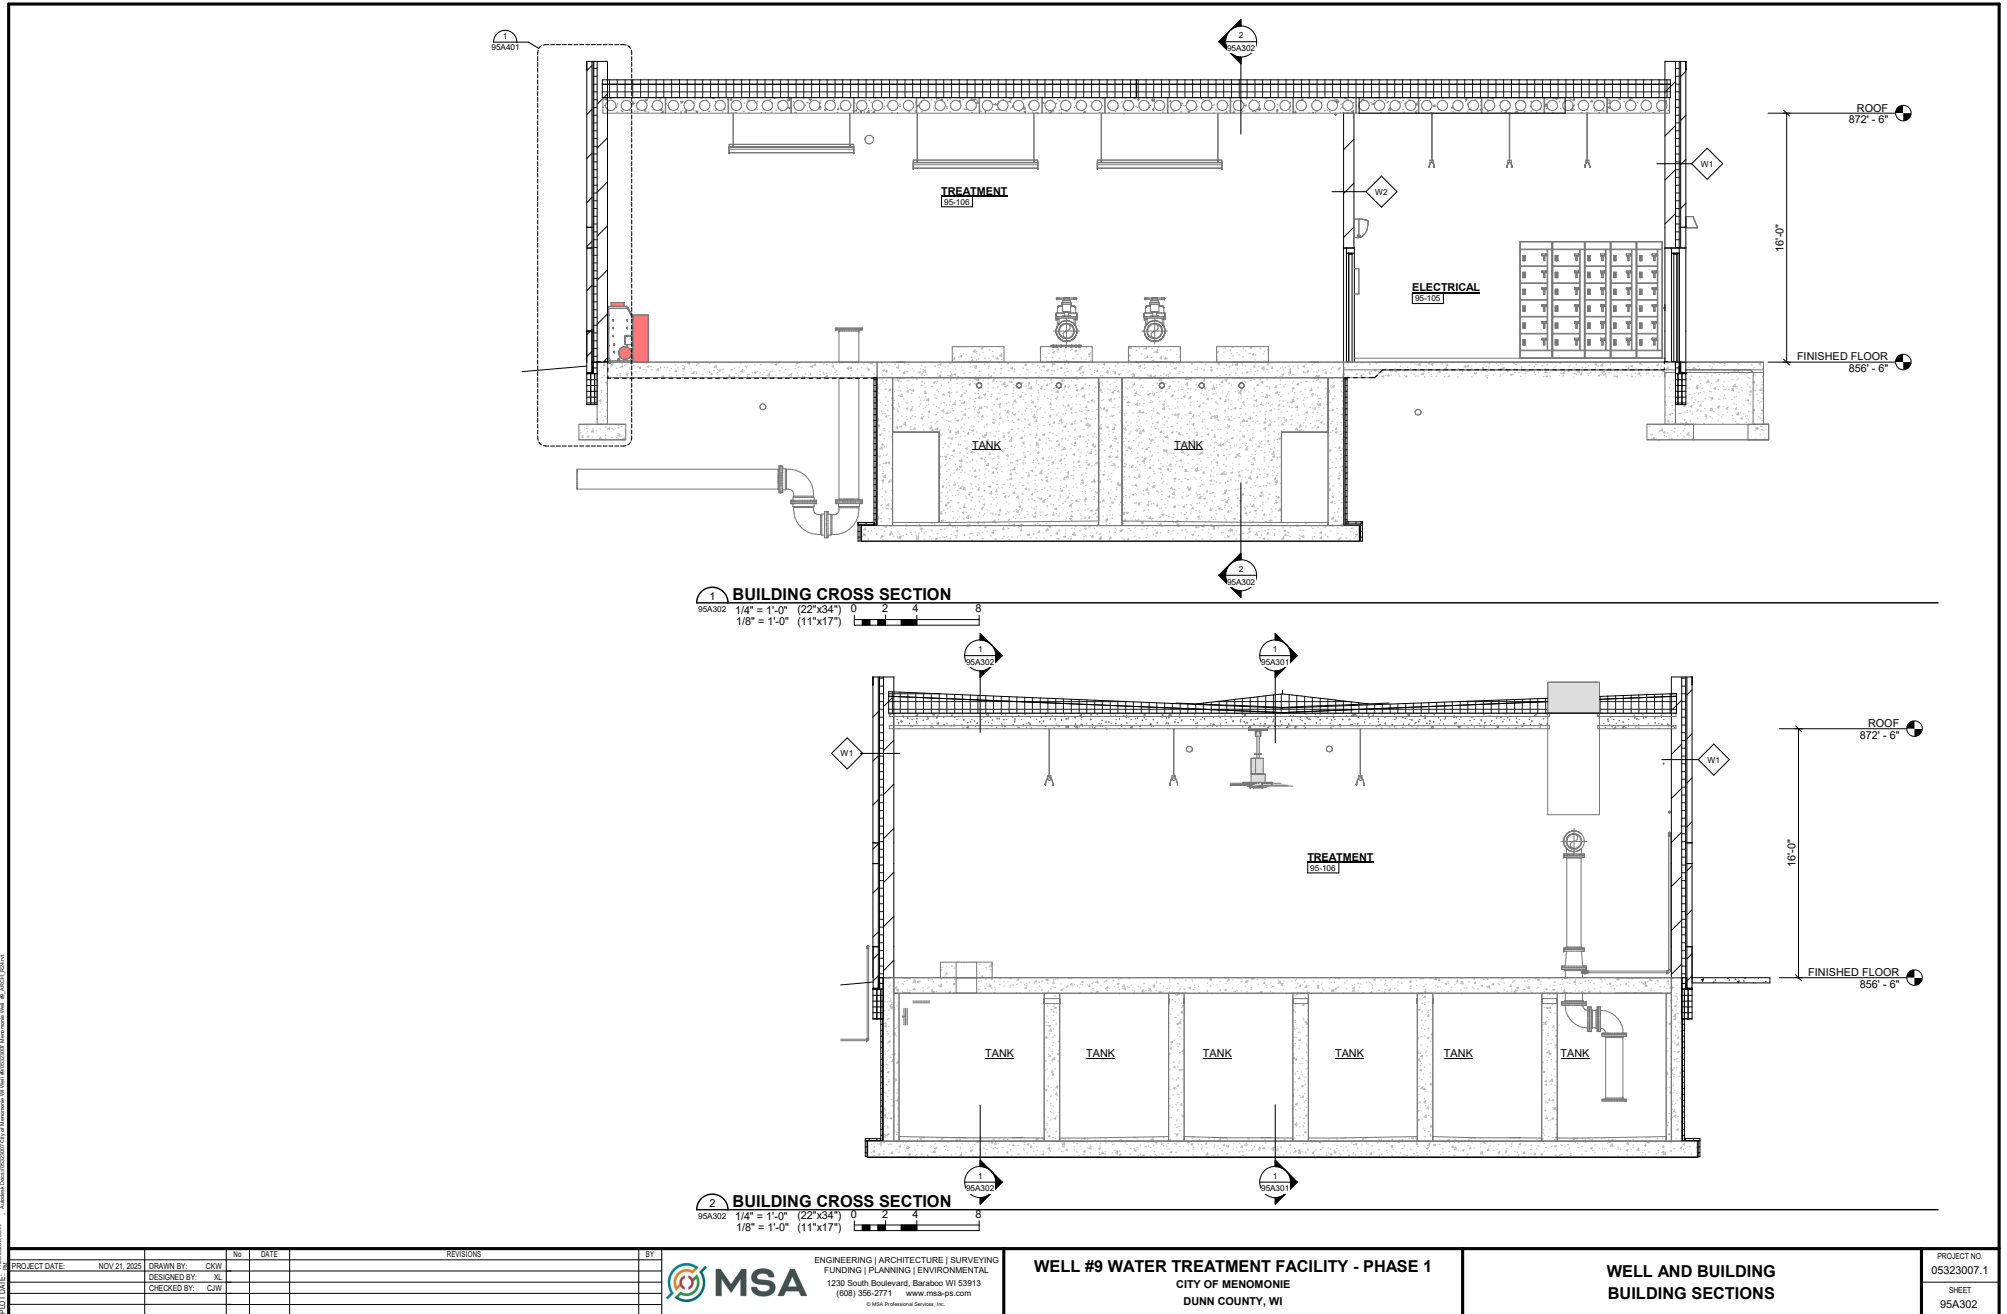 1
95A401
2
95A302
ROOF
872' - 6"
W1
W2
TREATMENT
95-106
16'-0"
ELECTRICAL
95-105
FINISHED FLOOR
856' - 6"
TANK
TANK
2
95A302
1
95A302
BUILDING CROSS SECTION
1/4" = 1'-0" (22"x34") 0 2 4 8
1/8" = 1'-0" (11"x17")
1
95A302
1
95A301
ROOF
872' - 6"
W1
W1
TREATMENT
95-106
16'-0"
FINISHED FLOOR
856' - 6"
TANK TANK TANK TANK TANK TANK
1
95A302
1
95A301
2
95A302
BUILDING CROSS SECTION
1/4" = 1'-0" (22"x34") 0 2 4 8
1/8" = 1'-0" (11"x17")
No DATE REVISIONS BY
PROJECT DATE: NOV 21, 2025 DRAWN BY: CKW
DESIGNED BY: XL
CHECKED BY: CJW
MSA
ENGINEERING | ARCHITECTURE | SURVEYING
FUNDING | PLANNING | ENVIRONMENTAL
1230 South Boulevard, Baraboo WI 53913
(608) 356-2771 www.msa-ps.com
© MSA Professional Services, Inc.
WELL #9 WATER TREATMENT FACILITY - PHASE 1
CITY OF MENOMONIE
DUNN COUNTY, WI
WELL AND BUILDING
BUILDING SECTIONS
PROJECT NO.
05323007.1
SHEET
95A302
PLOT DATE: